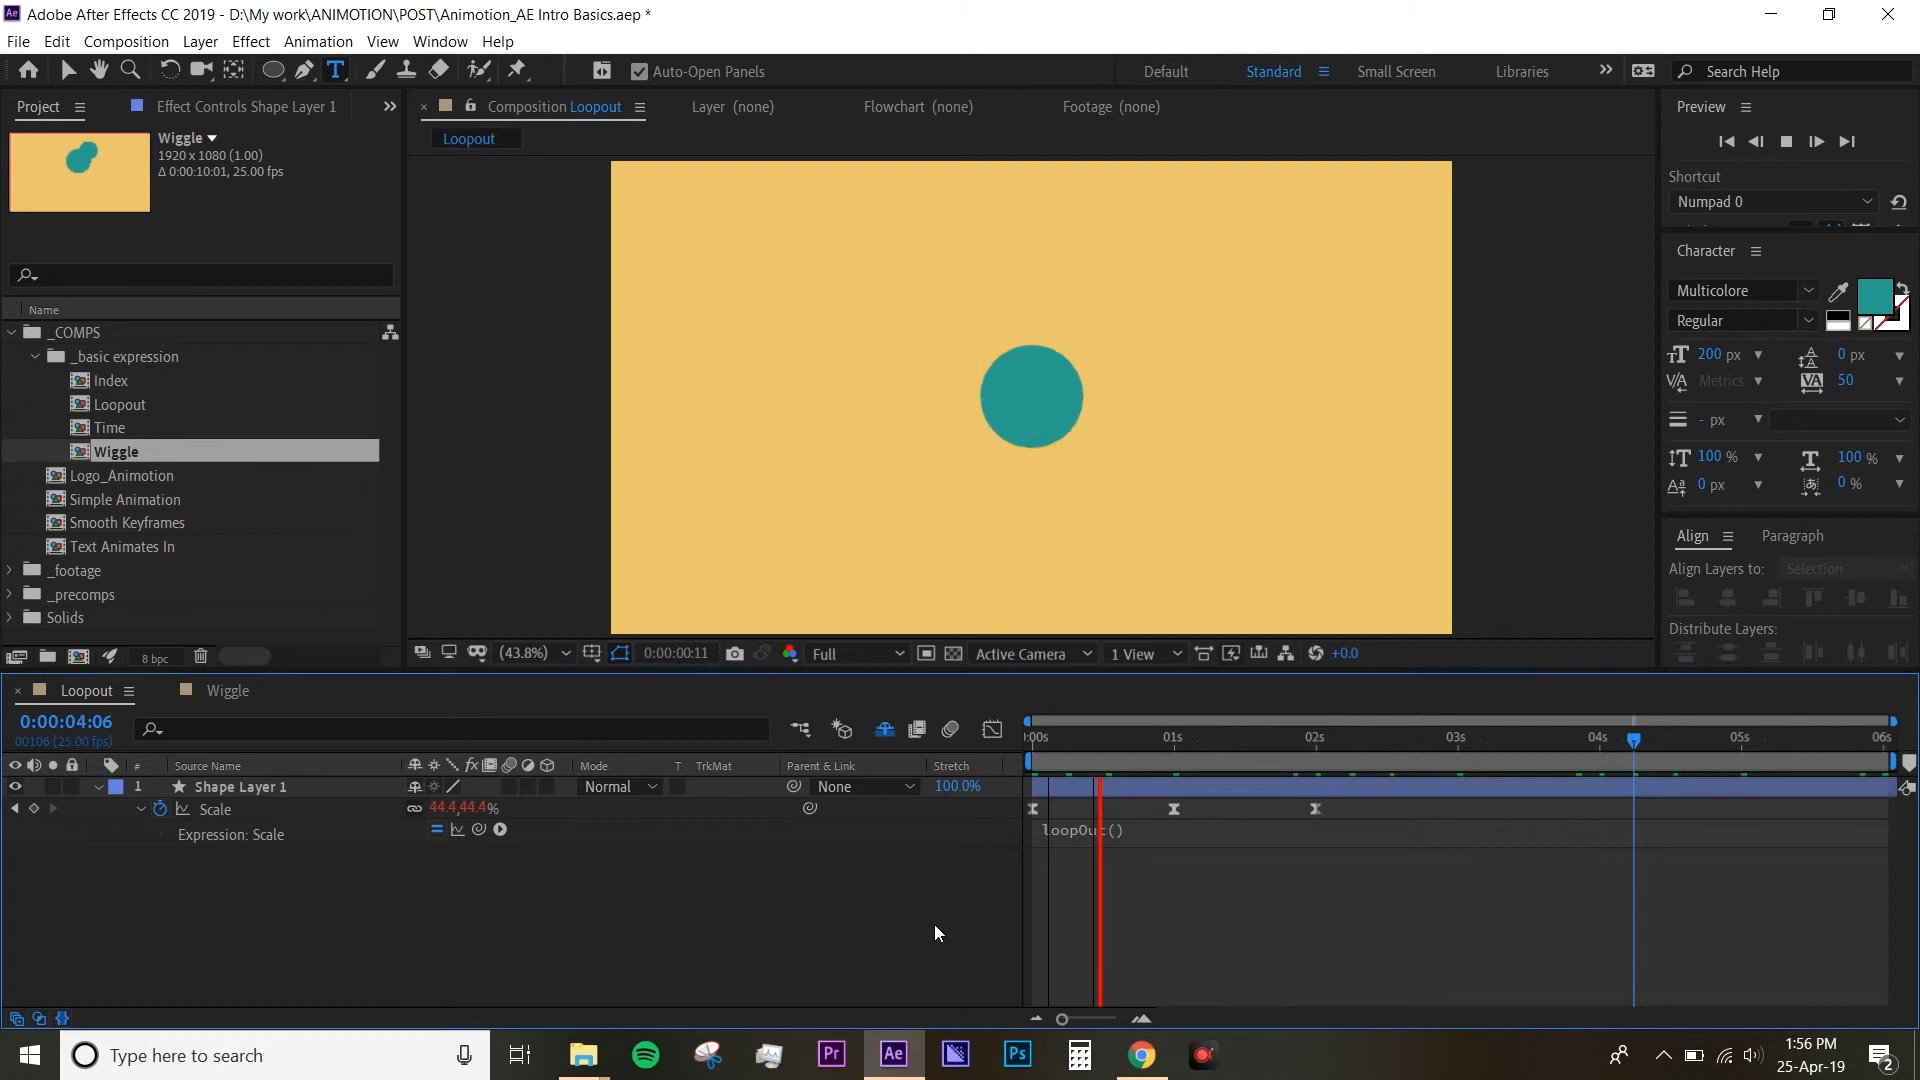 Adobe After Effects CC 2019 - D:\My work\ANIMOTION\POST\Animotion_AE Intro Basics.aep *
File Edit Composition Layer Effect Animation View Window Help
Auto-Open Panels
Default Standard Small Screen Libraries
Search Help
Project
Effect Controls Shape Layer 1
Composition Loopout
Layer (none)
Flowchart (none)
Footage (none)
Loopout
Wiggle
1920 x 1080 (1.00)
Δ 0:00:10:01, 25.00 fps
Name
_COMPS
_basic expression
Index
Loopout
Time
Wiggle
Logo_Animation
Simple Animation
Smooth Keyframes
Text Animates In
_footage
_precomps
Solids
8 bpc
(43.8%) 0:00:00:11 Full Active Camera 1 View +0.0
Preview
Shortcut
Numpad 0
Character
Multicolore
Regular
200 px 0 px
Metrics 50
- px
100 % 100 %
0 px 0 %
Align Paragraph
Align Layers to: Selection
Distribute Layers:
Loopout Wiggle
0:00:04:06
00106 (25.00 fps)
:00s 01s 02s 03s 04s 05s 06s
# Source Name Mode T TrkMat Parent & Link Stretch
1 Shape Layer 1 Normal None 100.0%
Scale 44.4,44.4%
Expression: Scale loopOut()
Type here to search
Pr Ae Ps
1:56 PM
25-Apr-19
2